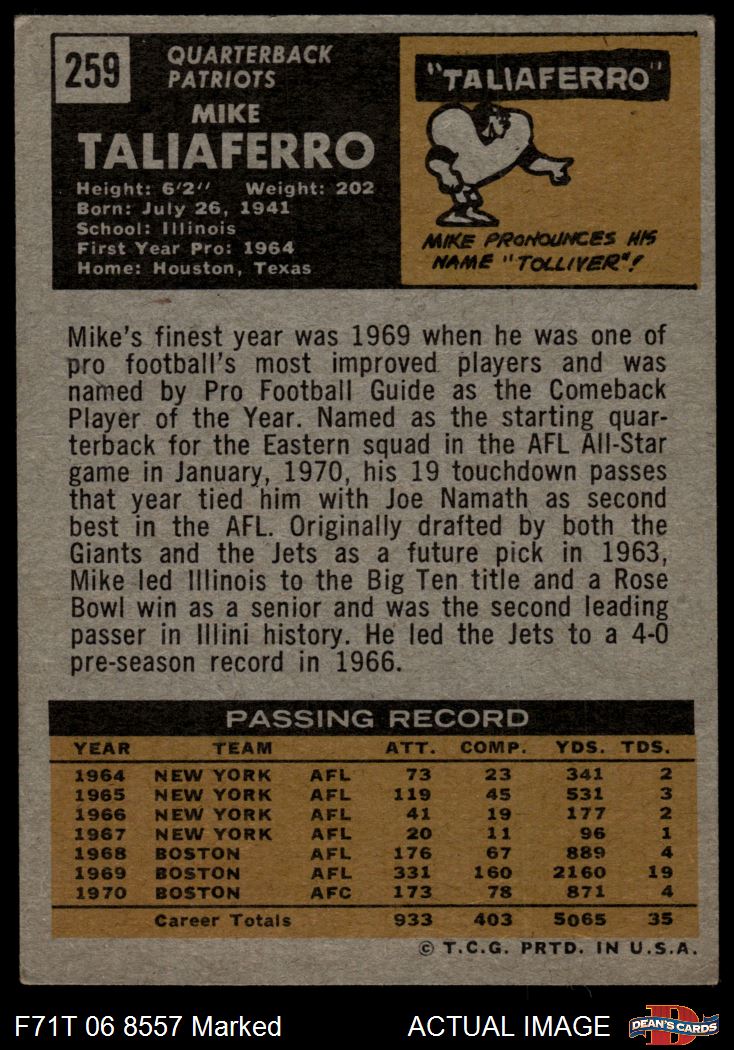 259
QUARTERBACK
PATRIOTS
MIKE
TALIAFERRO
Height: 6'2" Weight: 202
Born: July 26, 1941
School: Illinois
First Year Pro: 1964
Home: Houston, Texas
"TALIAFERRO"
MIKE PRONOUNCES HIS
NAME "TOLLIVER"!
Mike's finest year was 1969 when he was one of
pro football's most improved players and was
named by Pro Football Guide as the Comeback
Player of the Year. Named as the starting quar-
terback for the Eastern squad in the AFL All-Star
game in January, 1970, his 19 touchdown passes
that year tied him with Joe Namath as second
best in the AFL. Originally drafted by both the
Giants and the Jets as a future pick in 1963,
Mike led Illinois to the Big Ten title and a Rose
Bowl win as a senior and was the second leading
passer in Illini history. He led the Jets to a 4-0
pre-season record in 1966.
PASSING RECORD
YEAR TEAM ATT. COMP. YDS. TDS.
1964 NEW YORK AFL 73 23 341 2
1965 NEW YORK AFL 119 45 531 3
1966 NEW YORK AFL 41 19 177 2
1967 NEW YORK AFL 20 11 96 1
1968 BOSTON AFL 176 67 889 4
1969 BOSTON AFL 331 160 2160 19
1970 BOSTON AFC 173 78 871 4
Career Totals 933 403 5065 35
© T.C.G. PRTD. IN U.S.A.
F71T 06 8557 Marked ACTUAL IMAGE DEAN'S CARDS